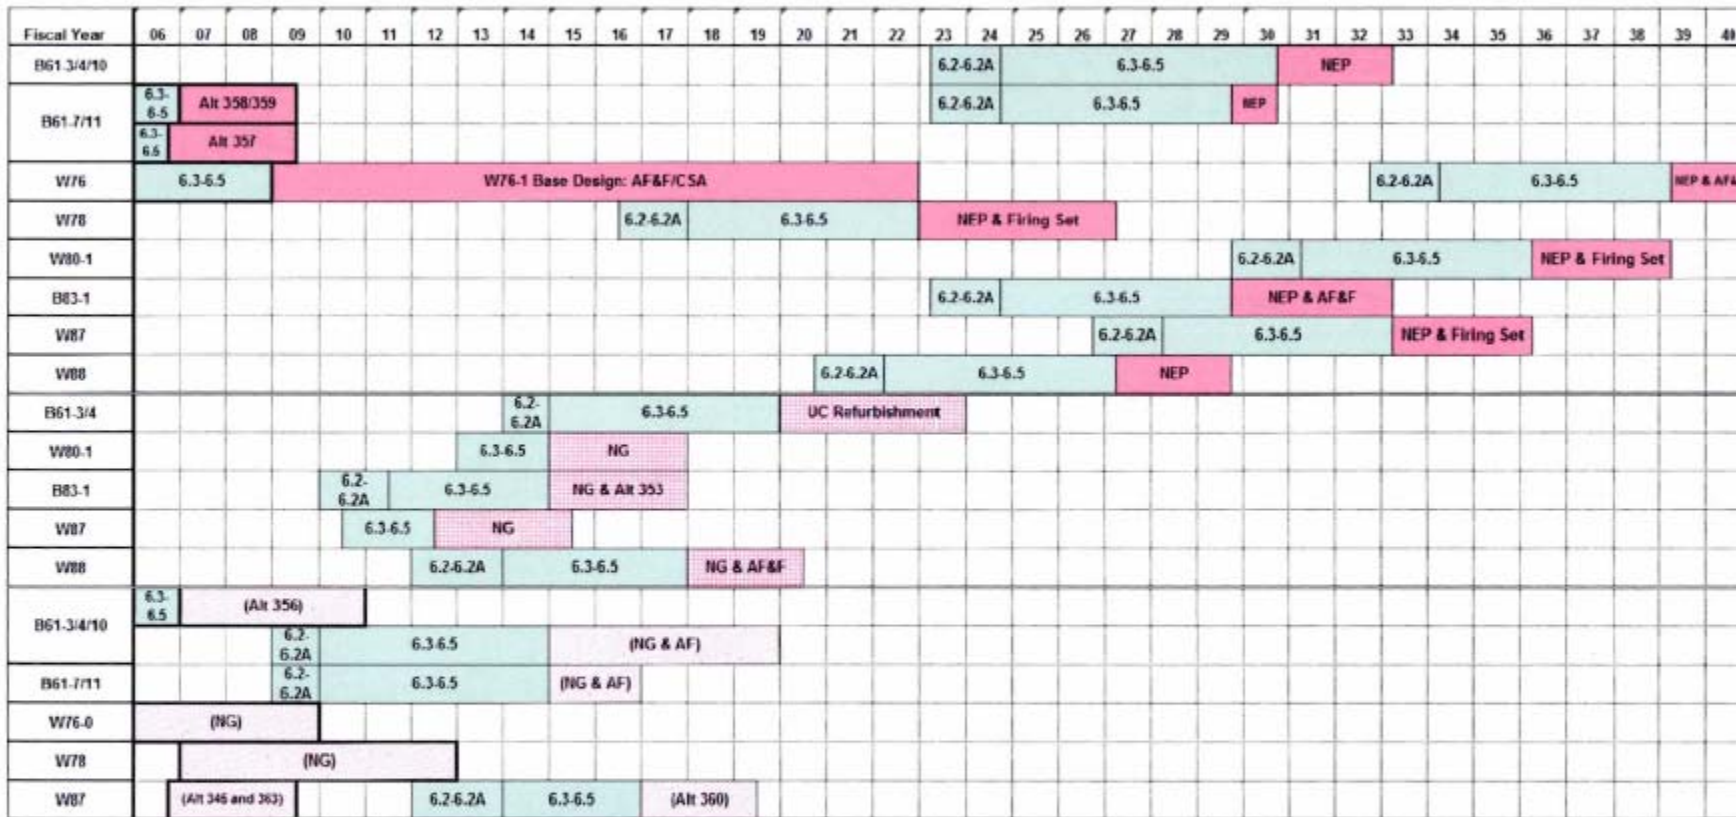 Fiscal Year 06 07 08 09 10 11 12 13 14 15 16 17 18 19 20 21 22 23 24 25 26 27 28 29 30 31 32 33 34 35 36 37 38 39 40
B61-3/4/10 6.2-6.2A 6.3-6.5 NEP
B61-7/11
6.3-
6-5 Alt 358/359 6.2-6.2A 6.3-6.5 NEP
6.3-
6.5 Alt 357
W76 6.3-6.5 W76-1 Base Design: AF&F/CSA 6.2-6.2A 6.3-6.5 NEP & AF&
W78 6.2-6.2A 6.3-6.5 NEP & Firing Set
W80-1 6.2-6.2A 6.3-6.5 NEP & Firing Set
B83-1 6.2-6.2A 6.3-6.5 NEP & AF&F
W87 6.2-6.2A 6.3-6.5 NEP & Firing Set
W88 6.2-6.2A 6.3-6.5 NEP
B61-3/4 6.2-
6.2A 6.3-6.5 UC Refurbishment
W80-1 6.3-6.5 NG
B83-1 6.2-
6.2A 6.3-6.5 NG & Alt 353
W87 6.3-6.5 NG
W88 6.2-6.2A 6.3-6.5 NG & AF&F
B61-3/4/10
6.3-
6.5 (Alt 356)
6.2-
6.2A 6.3-6.5 (NG & AF)
B61-7/11 6.2-
6.2A 6.3-6.5 (NG & AF)
W76-0 (NG)
W78 (NG)
W87 (Alt 345 and 363) 6.2-6.2A 6.3-6.5 (Alt 360)